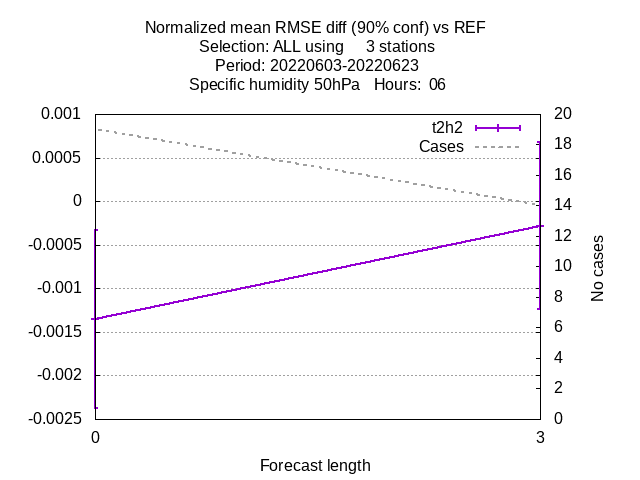 Normalized mean RMSE diff (90% conf) vs REF
Selection: ALL using     3 stations
Period: 20220603-20220623
Specific humidity 50hPa   Hours:  06
0.001
0.0005
0
-0.0005
-0.001
-0.0015
-0.002
-0.0025
t2h2
Cases
20
18
16
14
12
10
8
6
4
2
0
No cases
0
3
Forecast length